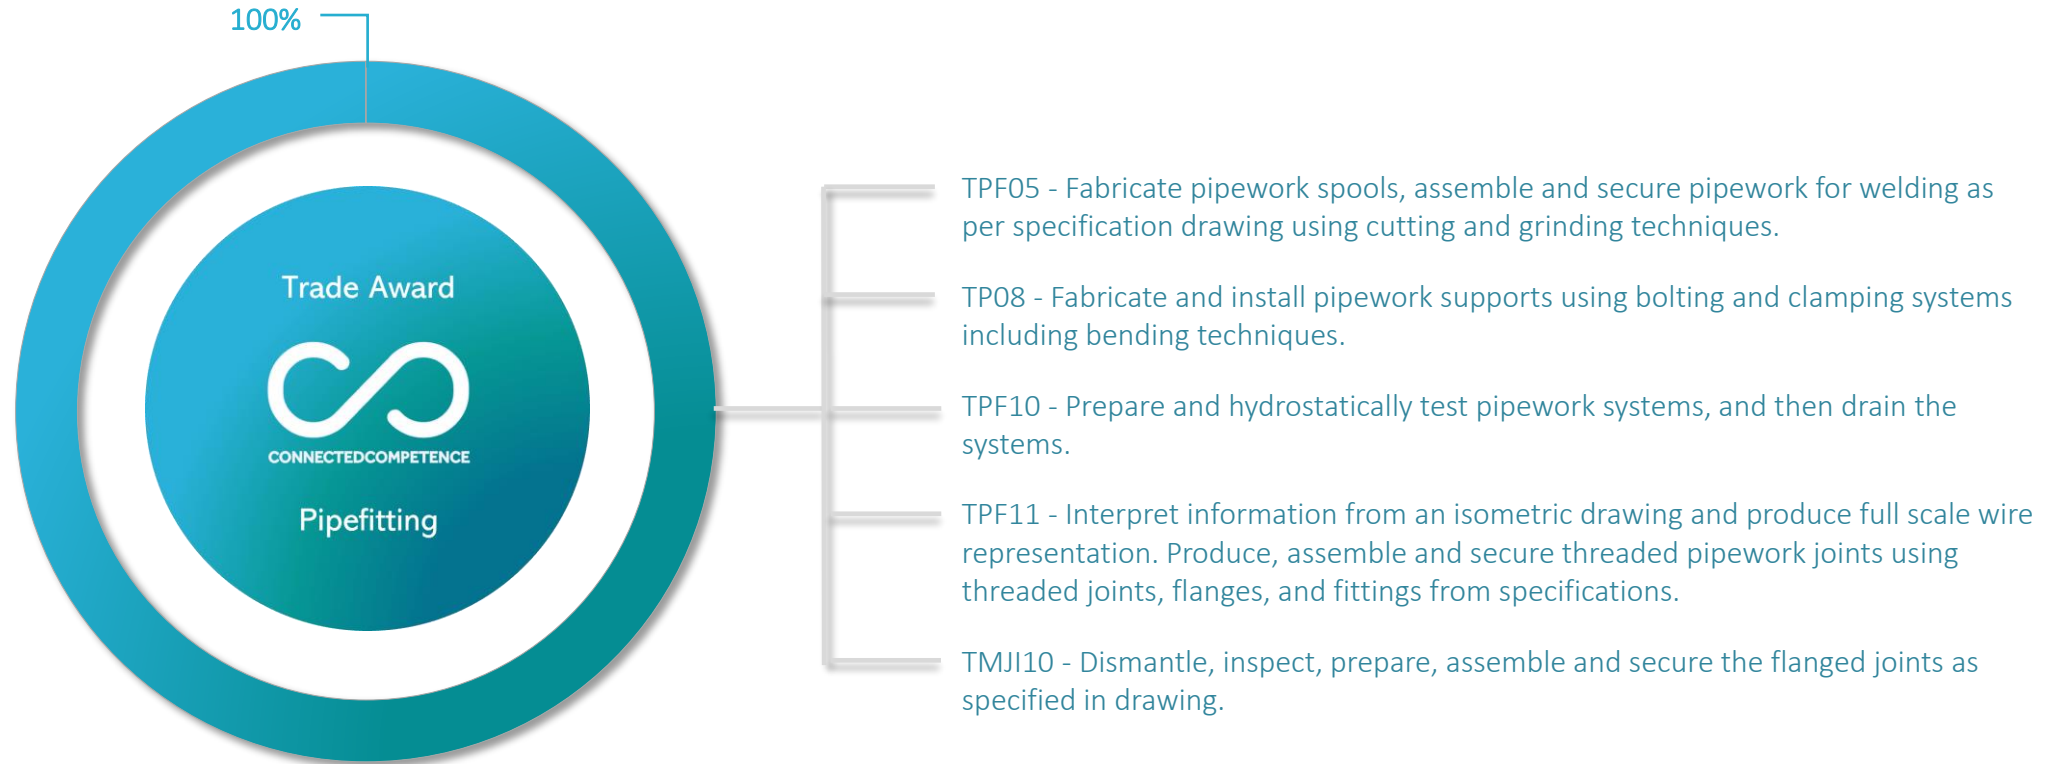 100%
Trade Award
CONNECTEDCOMPETENCE
Pipefitting
TPF05 - Fabricate pipework spools, assemble and secure pipework for welding as
per specification drawing using cutting and grinding techniques.
TP08 - Fabricate and install pipework supports using bolting and clamping systems
including bending techniques.
TPF10 - Prepare and hydrostatically test pipework systems, and then drain the
systems.
TPF11 - Interpret information from an isometric drawing and produce full scale wire
representation. Produce, assemble and secure threaded pipework joints using
threaded joints, flanges, and fittings from specifications.
TMJI10 - Dismantle, inspect, prepare, assemble and secure the flanged joints as
specified in drawing.